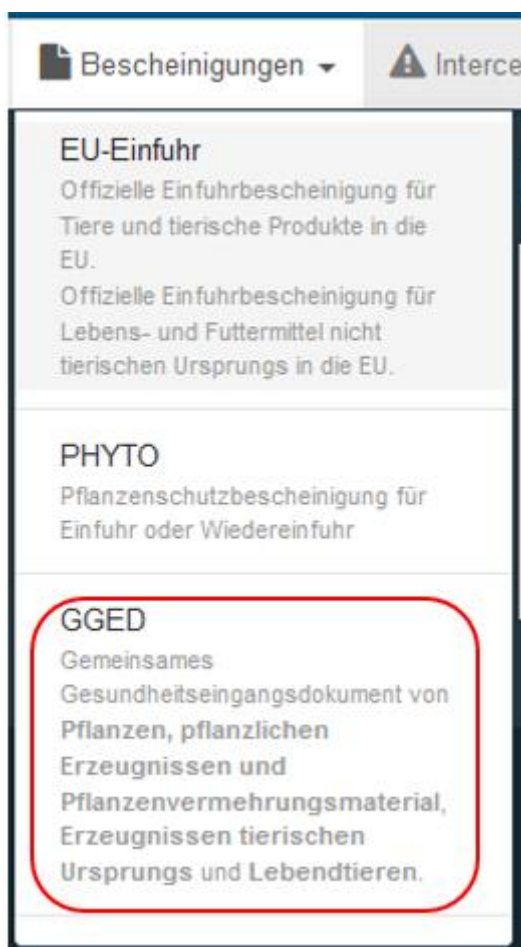 Bescheinigungen
Interce
EU-Einfuhr
Offizielle Einfuhrbescheinigung für
Tiere und tierische Produkte in die
EU.
Offizielle Einfuhrbescheinigung für
Lebens- und Futtermittel nicht
tierischen Ursprungs in die EU.
PHYTO
Pflanzenschutzbescheinigung für
Einfuhr oder Wiedereinfuhr
GGED
Gemeinsames
Gesundheitseingangsdokument von
Pflanzen, pflanzlichen
Erzeugnissen und
Pflanzenvermehrungsmaterial,
Erzeugnissen tierischen
Ursprungs und Lebendtieren.